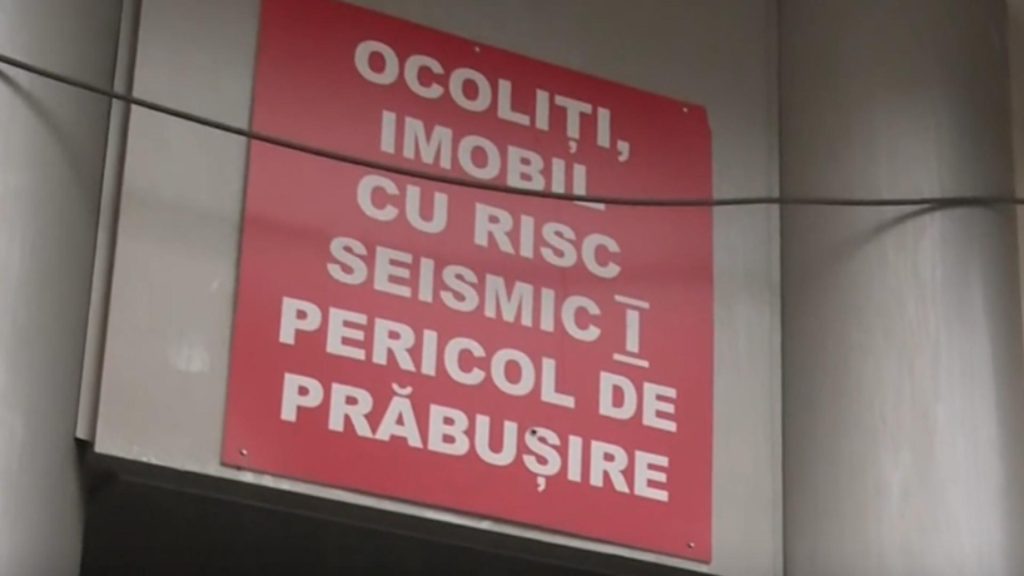 OCOLIȚI,
IMOBIL
CU RISC
SEISMIC I
PERICOL DE
PRĂBUȘIRE